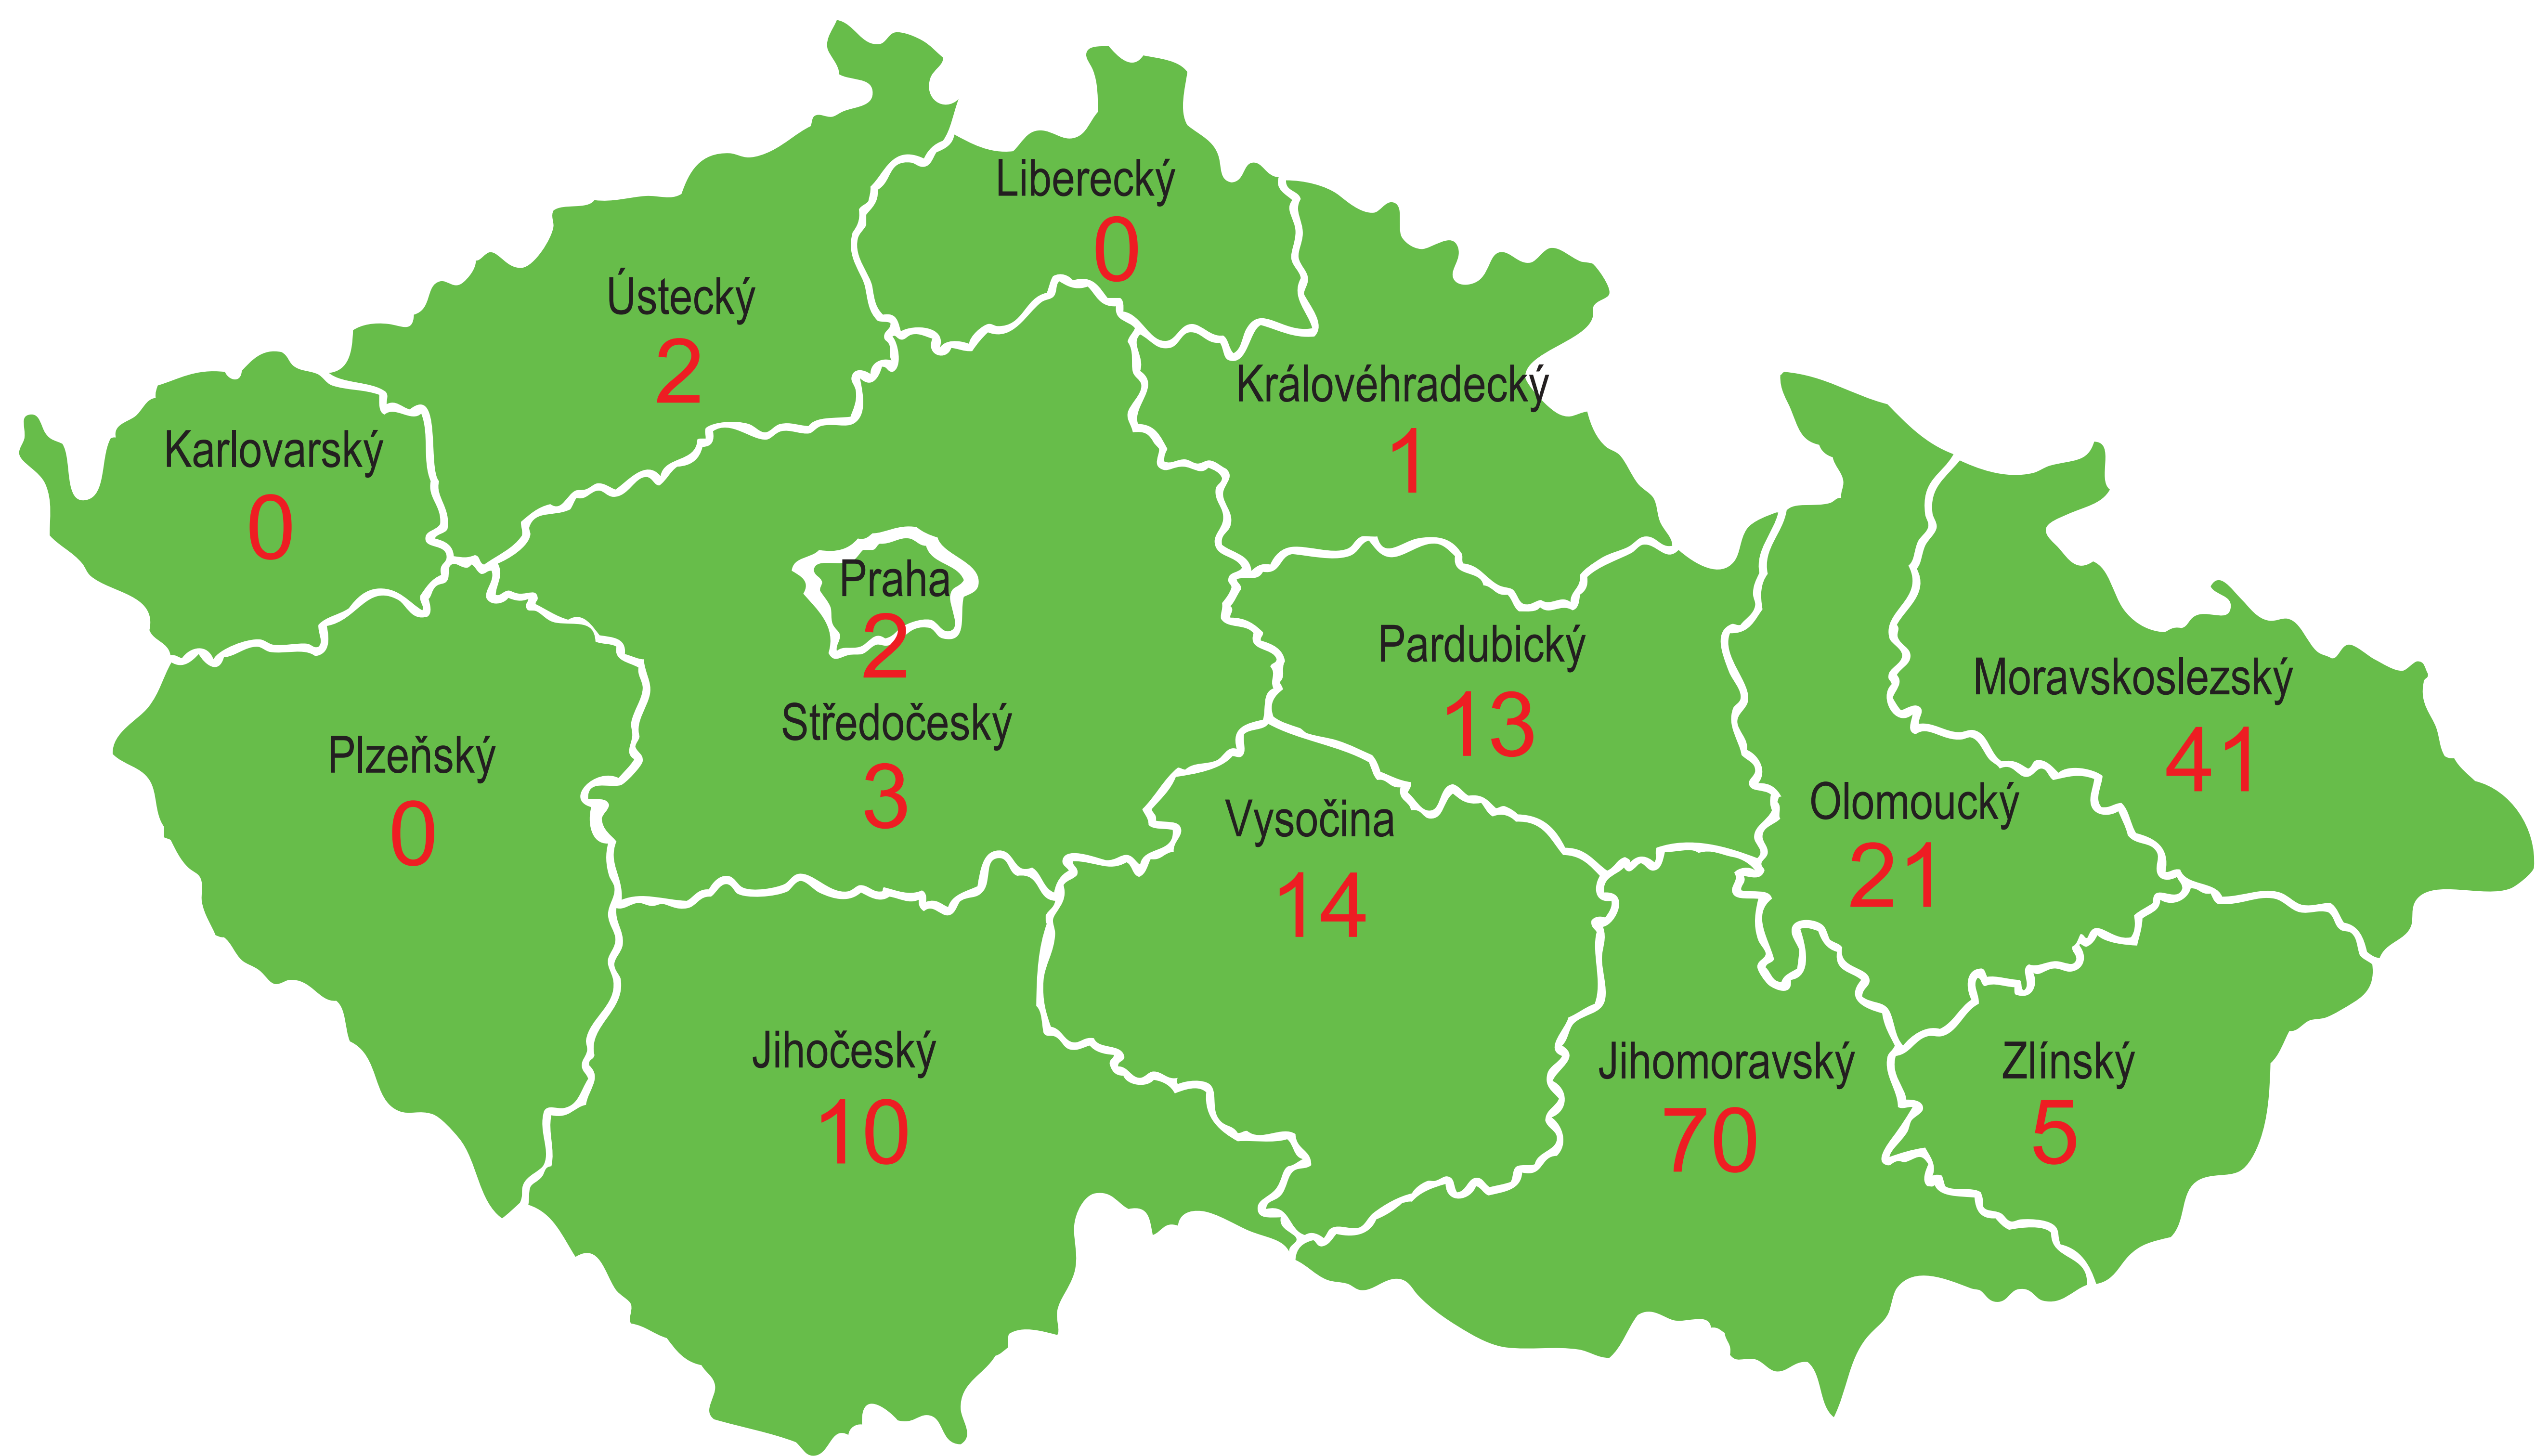 Liberecký
0
Ústecký
2
Královéhradecký
1
Karlovarský
0
Praha
2
Pardubický
13
Moravskoslezský
41
Středočeský
3
Plzeňský
0
Vysočina
14
Olomoucký
21
Jihočeský
10
Jihomoravský
70
Zlínský
5